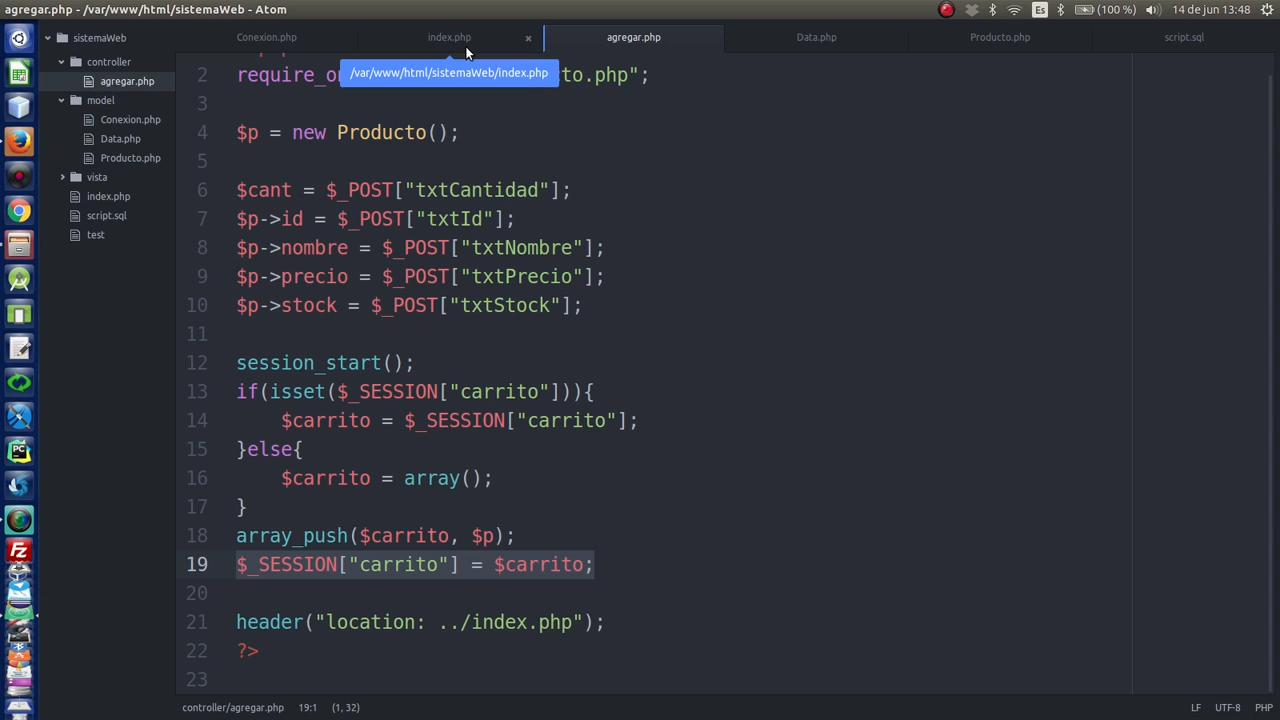 agregar.php - /var/www/html/sistemaWeb - Atom
Es
(100 %)
14 de jun 13:48
sistemaWeb
controller
agregar.php
model
Conexion.php
Data.php
Producto.php
vista
index.php
script.sql
test
Conexion.php
index.php
agregar.php
Data.php
Producto.php
script.sql
/var/www/html/sistemaWeb/index.php
2 require_on to.php";
3
4 $p = new Producto();
5
6 $cant = $_POST["txtCantidad"];
7 $p->id = $_POST["txtId"];
8 $p->nombre = $_POST["txtNombre"];
9 $p->precio = $_POST["txtPrecio"];
10 $p->stock = $_POST["txtStock"];
11
12 session_start();
13 if(isset($_SESSION["carrito"])){
14 $carrito = $_SESSION["carrito"];
15 }else{
16 $carrito = array();
17 }
18 array_push($carrito, $p);
19 $_SESSION["carrito"] = $carrito;
20
21 header("location: ../index.php");
22 ?>
23
controller/agregar.php 19:1 (1, 32)
LF UTF-8 PHP
PC
Fz